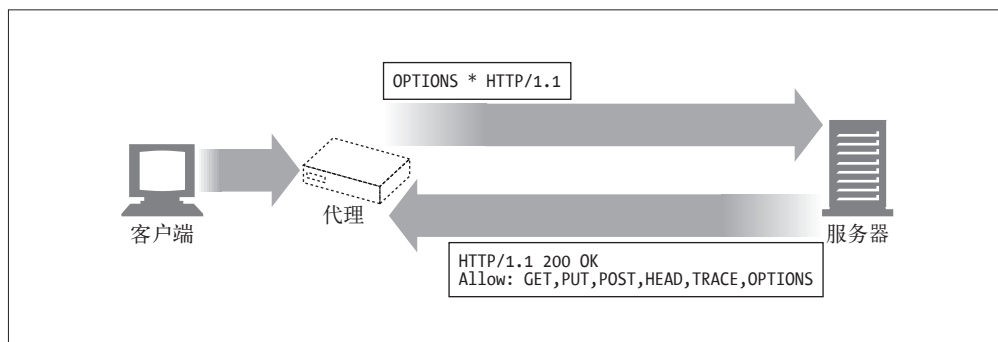 OPTIONS * HTTP/1.1
代理
客户端
服务器
HTTP/1.1 200 OK
Allow: GET,PUT,POST,HEAD,TRACE,OPTIONS